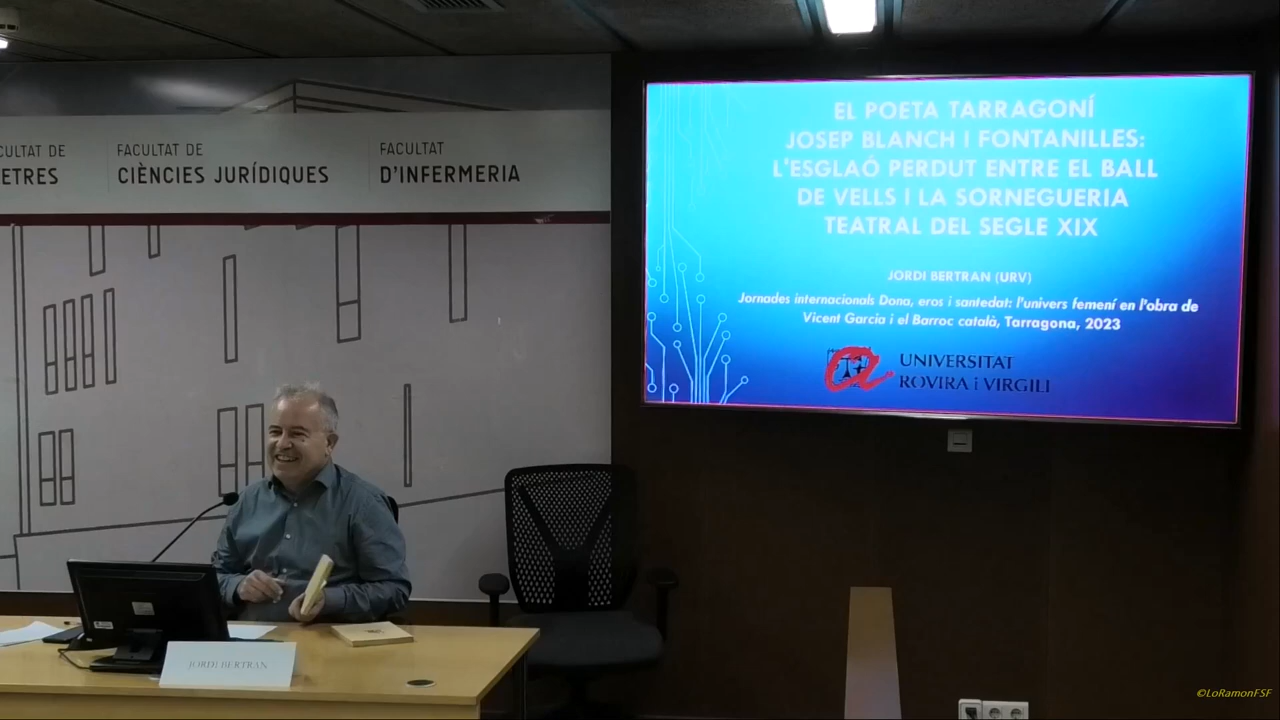 CULTAT DE
ETRES
FACULTAT DE
CIÈNCIES JURÍDIQUES
FACULTAT
D'INFERMERIA
EL POETA TARRAGONÍ
JOSEP BLANCH I FONTANILLES:
L'ESGLAÓ PERDUT ENTRE EL BALL
DE VELLS I LA SORNEGUERIA
TEATRAL DEL SEGLE XIX
JORDI BERTRAN (URV)
Jornades internacionals Dona, eros i santedat: l'univers femení en l'obra de
Vicent Garcia i el Barroc català, Tarragona, 2023
UNIVERSITAT
ROVIRA i VIRGILI
JORDI BERTRAN
©LoRamonFSF